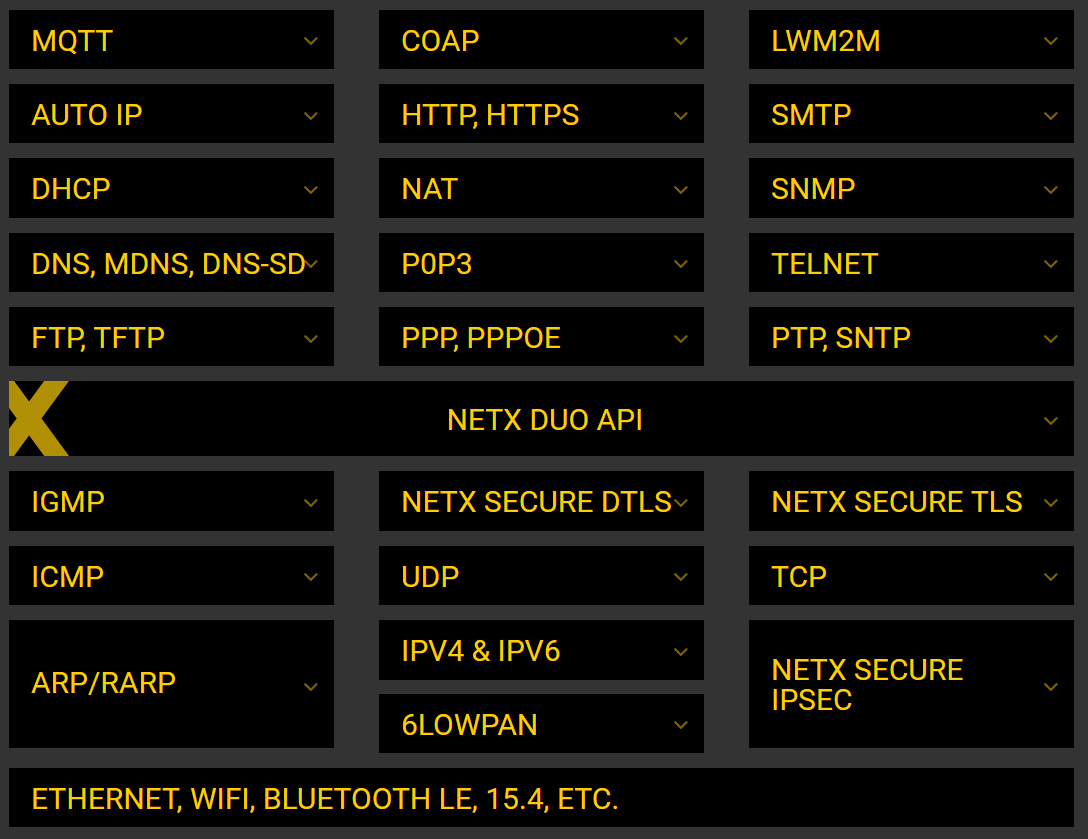 MQTT
COAP
LWM2M
AUTO IP
HTTP, HTTPS
SMTP
DHCP
NAT
SNMP
DNS, MDNS, DNS-SD
P0P3
TELNET
FTP, TFTP
PPP, PPPOE
PTP, SNTP
X
NETX DUO API
IGMP
NETX SECURE DTLS
NETX SECURE TLS
ICMP
UDP
TCP
ARP/RARP
IPV4 & IPV6
6LOWPAN
NETX SECURE
IPSEC
ETHERNET, WIFI, BLUETOOTH LE, 15.4, ETC.